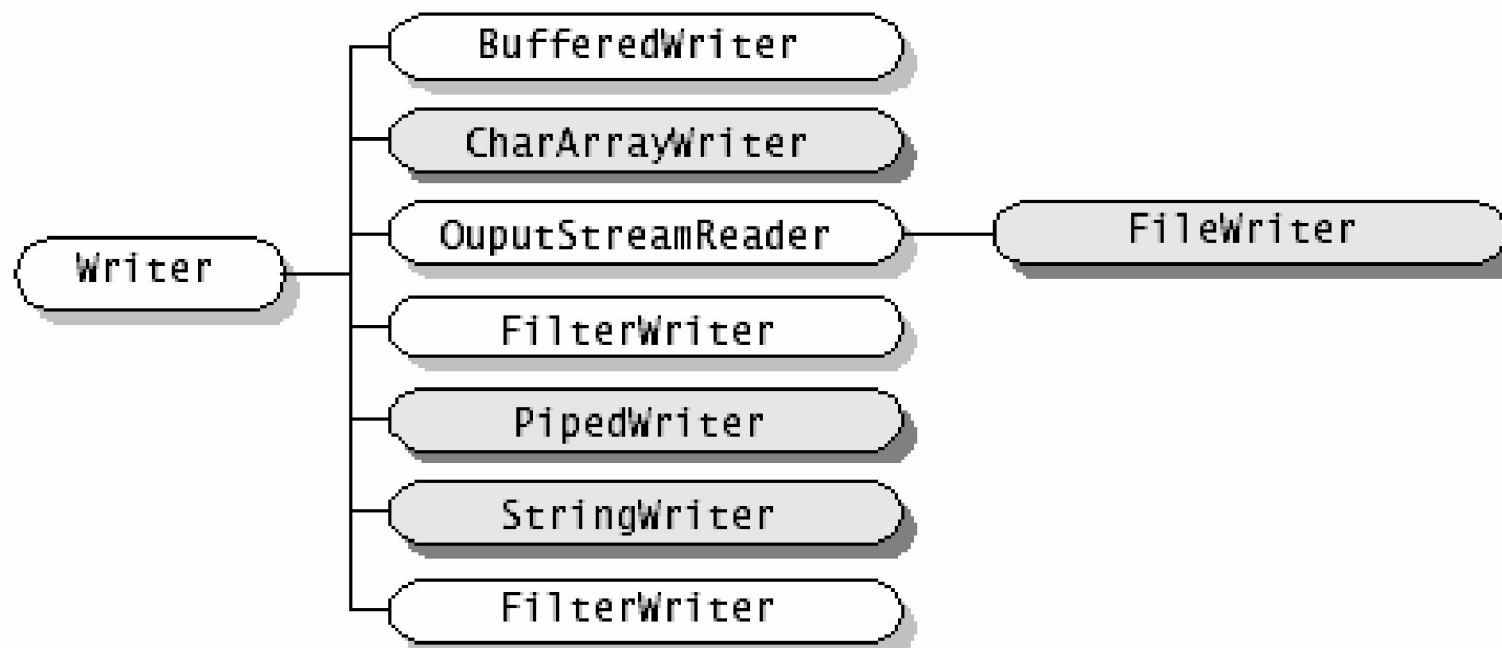 BufferedWriter
CharArrayWriter
OuputStreamReader
FileWriter
Writer
FilterWriter
PipedWriter
StringWriter
FilterWriter